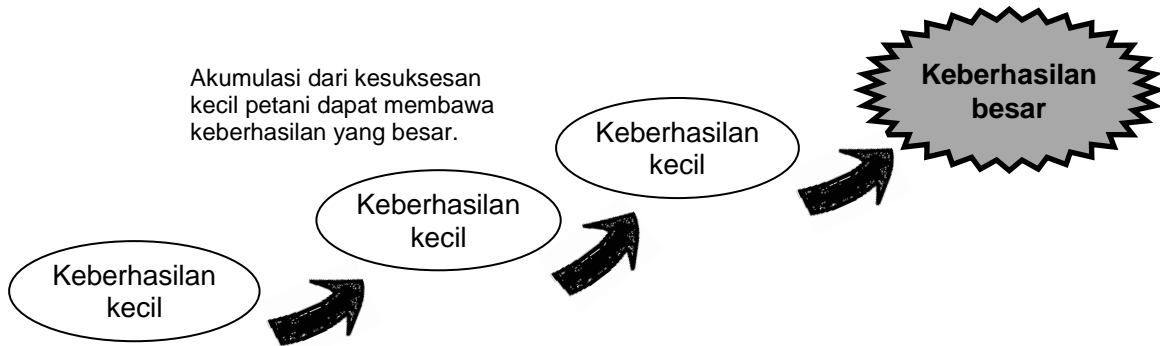 Akumulasi dari kesuksesan
kecil petani dapat membawa
keberhasilan yang besar.
Keberhasilan
kecil
Keberhasilan
kecil
Keberhasilan
kecil
Keberhasilan
besar